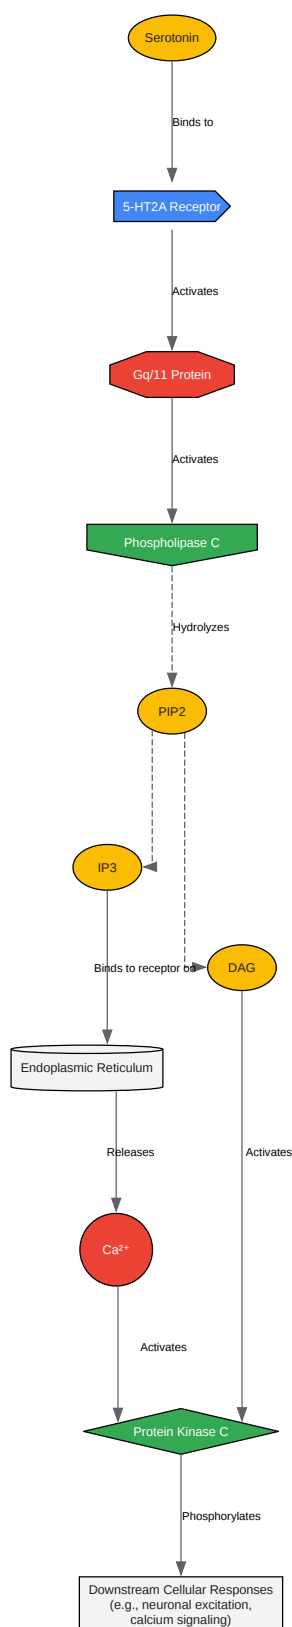 Serotonin
Binds to
5-HT2A Receptor
Activates
Gq/11 Protein
Activates
Phospholipase C
Hydrolyzes
PIP2
IP3
Binds to receptor on
DAG
Endoplasmic Reticulum
Releases
Activates
Ca²⁺
Activates
Protein Kinase C
Phosphorylates
Downstream Cellular Responses
(e.g., neuronal excitation,
calcium signaling)